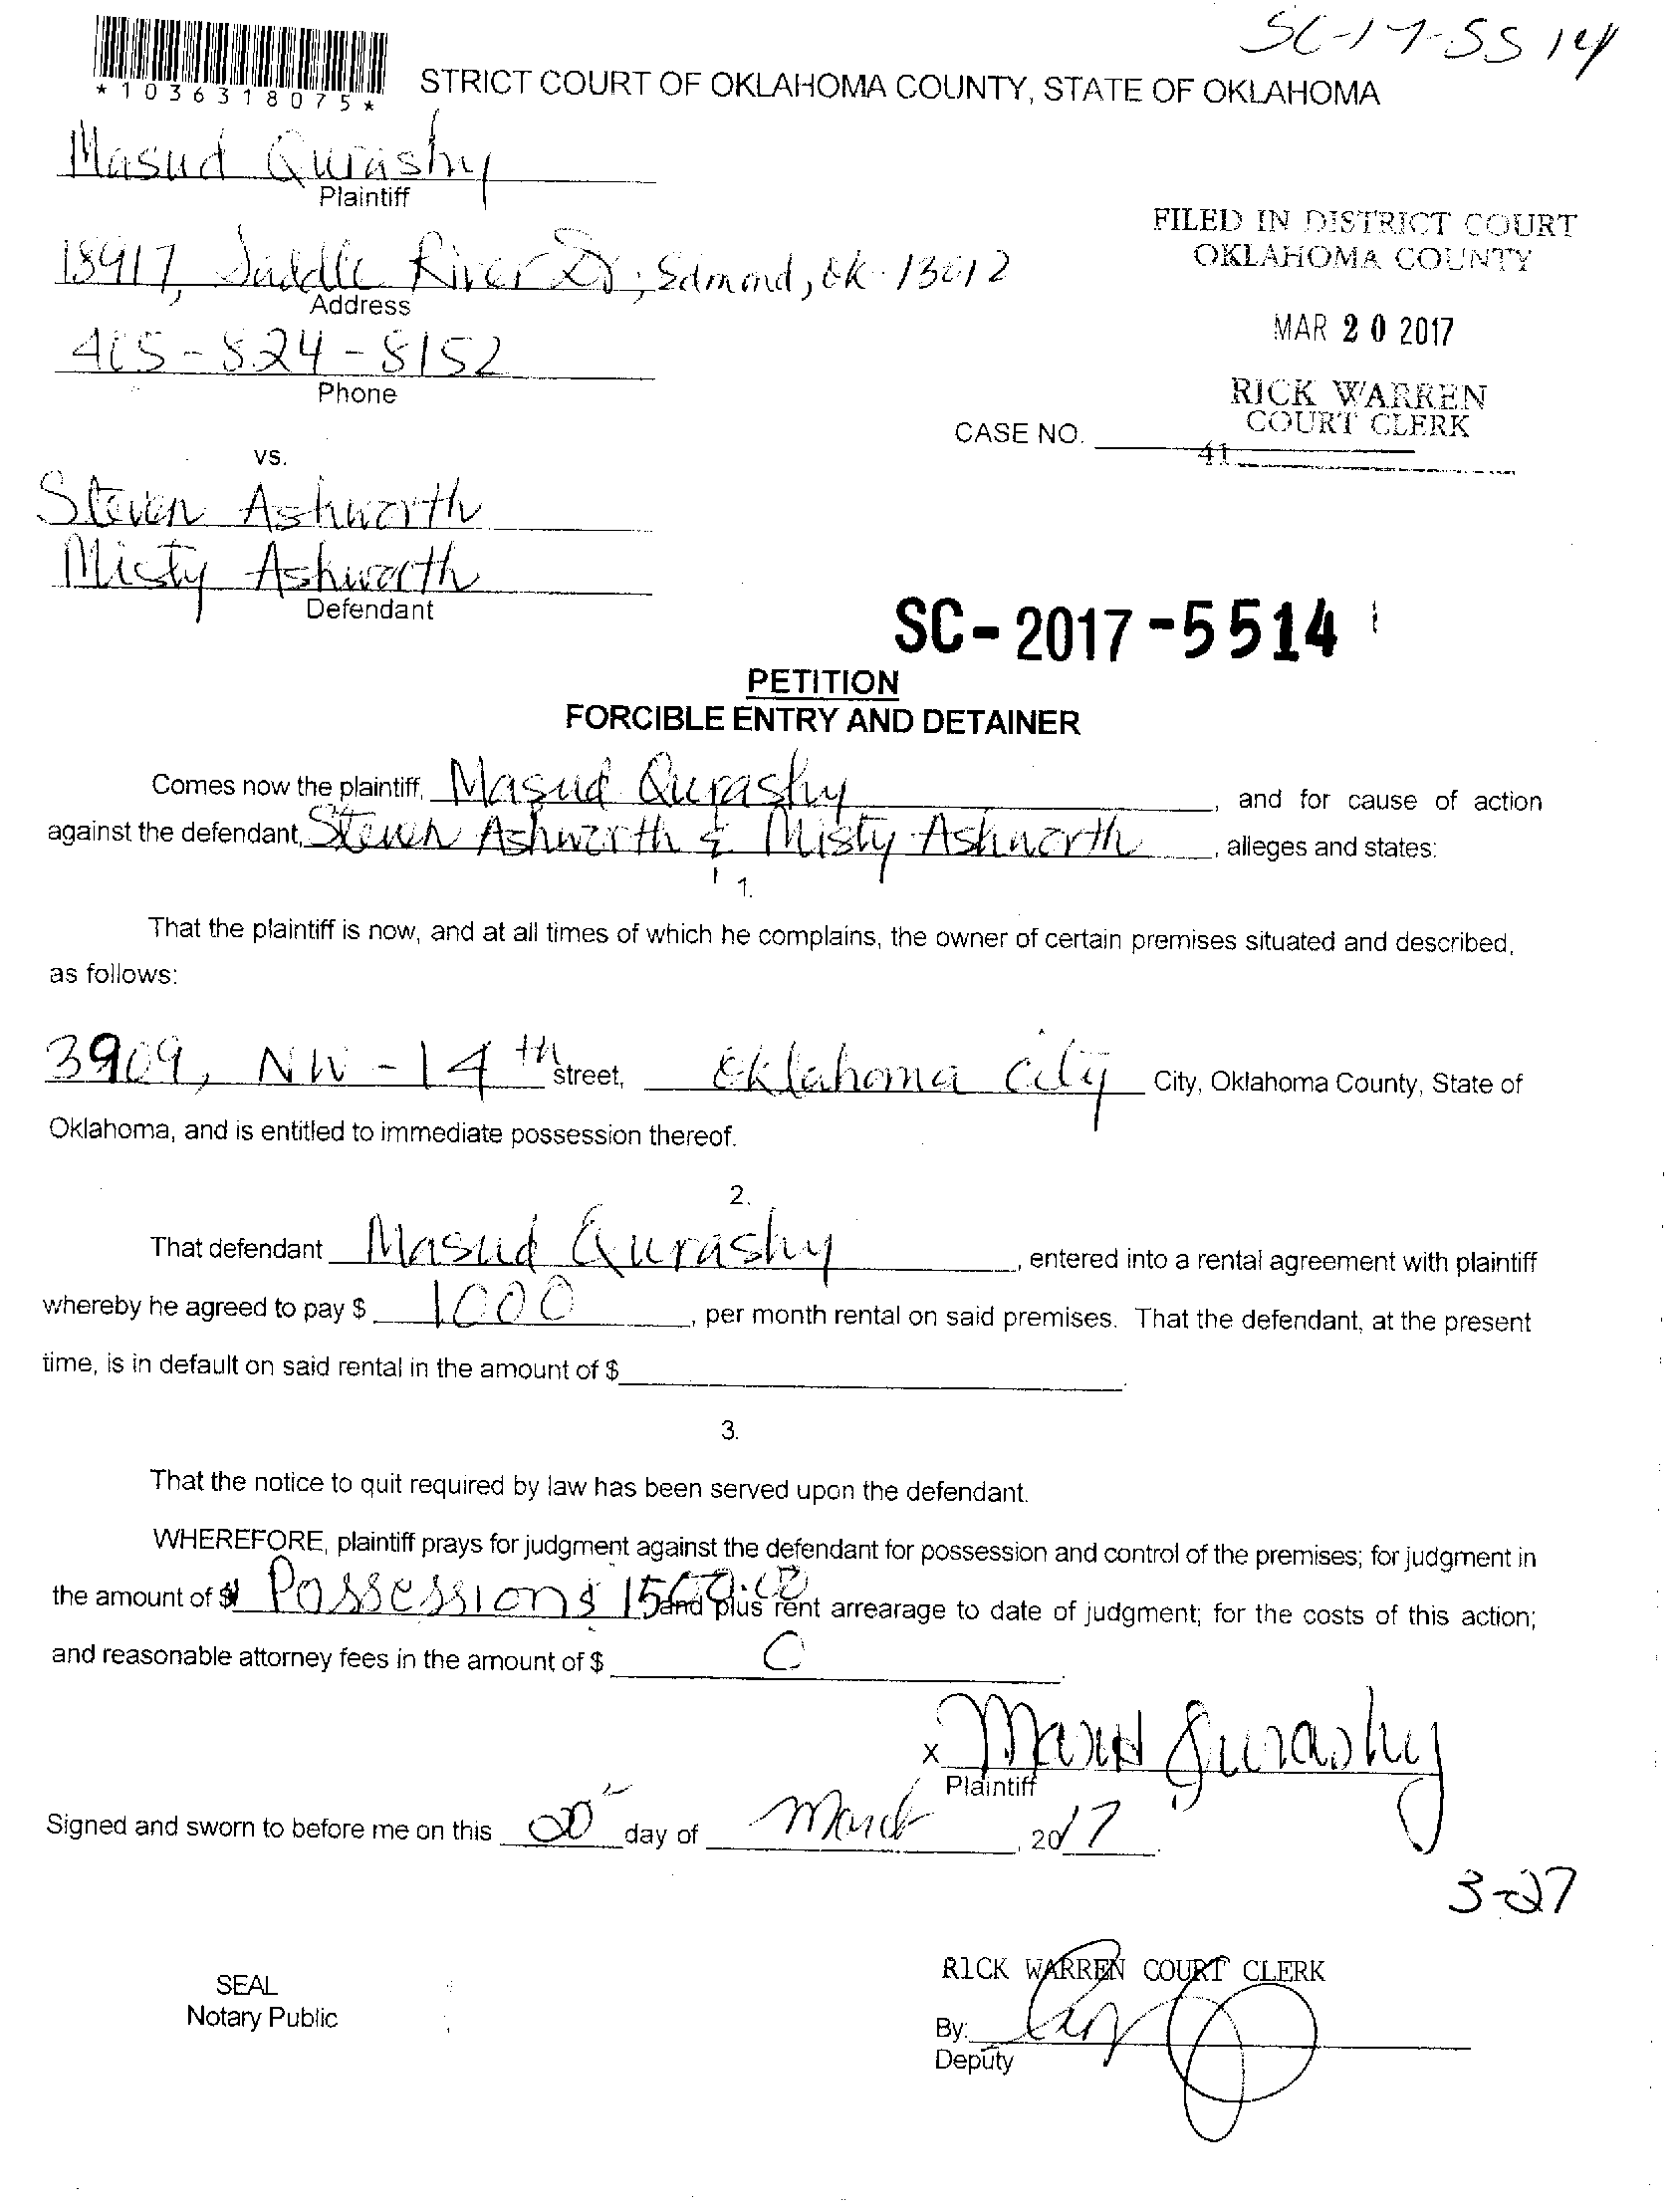 SC-17-5514
*1036318075*
STRICT COURT OF OKLAHOMA COUNTY, STATE OF OKLAHOMA
Masud Qurashy
Plaintiff
18917, Saddle River Dr; Edmond, OK-73012
Address
FILED IN DISTRICT COURT
OKLAHOMA COUNTY
MAR 20 2017
405-824-8152
Phone
RICK WARREN
COURT CLERK
CASE NO.
41
VS.
Steven Ashworth
Misty Ashworth
Defendant
SC-2017-5514
PETITION
FORCIBLE ENTRY AND DETAINER
Comes now the plaintiff, Masud Qurashy, and for cause of action
against the defendant, Steven Ashworth & Misty Ashworth, alleges and states:
1.
That the plaintiff is now, and at all times of which he complains, the owner of certain premises situated and described,
as follows:
3909, NW-14th street, Oklahoma city City, Oklahoma County, State of
Oklahoma, and is entitled to immediate possession thereof.
2.
That defendant Masud Qurashy, entered into a rental agreement with plaintiff
whereby he agreed to pay $ 1000, per month rental on said premises. That the defendant, at the present
time, is in default on said rental in the amount of $
3.
That the notice to quit required by law has been served upon the defendant.
WHEREFORE, plaintiff prays for judgment against the defendant for possession and control of the premises; for judgment in
the amount of $ Possession & and plus rent arrearage to date of judgment; for the costs of this action;
and reasonable attorney fees in the amount of $ 0
x Masud Qurashy
Plaintiff
Signed and sworn to before me on this 20 day of March, 2017.
3-27
RICK WARREN COURT CLERK
SEAL
Notary Public
By:
Deputy